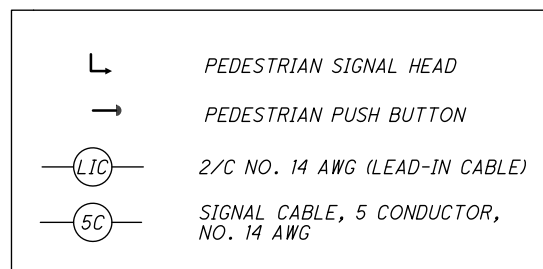 PEDESTRIAN SIGNAL HEAD
PEDESTRIAN PUSH BUTTON
LIC 2/C NO. 14 AWG (LEAD-IN CABLE)
5C SIGNAL CABLE, 5 CONDUCTOR,
NO. 14 AWG